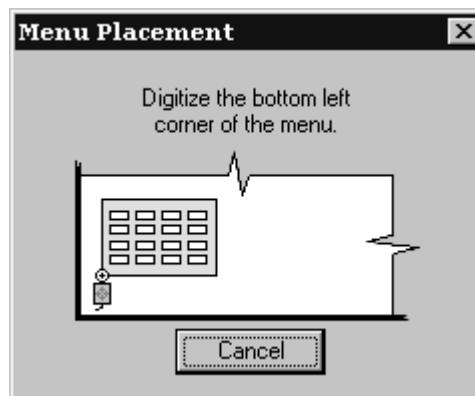 Menu Placement
Digitize the bottom left
corner of the menu.
Cancel